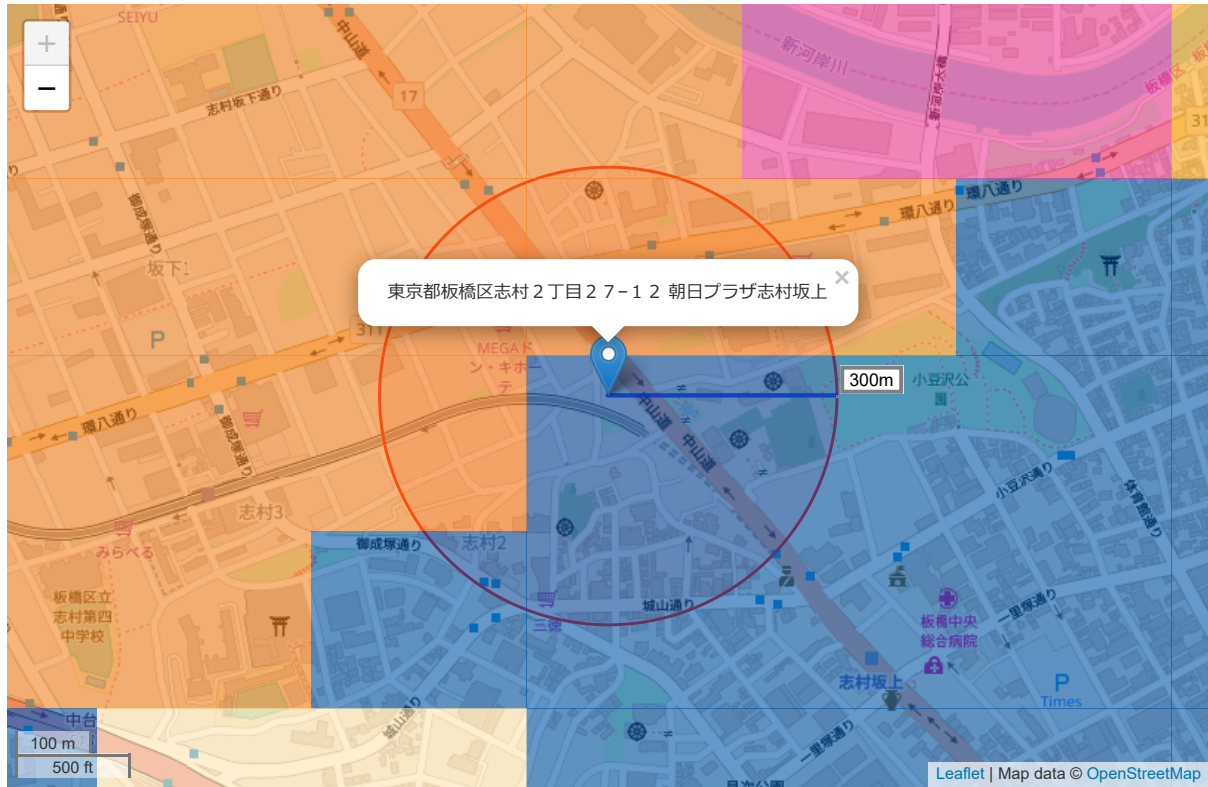 SEIYU
+
−
中山道
新河岸川
新河岸大橋
板橋区
17
志村坂下通り
31
環八通り
環八通り
御成塚通り
坂下1
東京都板橋区志村２丁目２７−１２ 朝日プラザ志村坂上
×
311
P
MEGAド
ン・キホー
テ
300m
小豆沢公
園
環八通り
御成塚通り
中山道
中山道
小豆沢通り
体育館通り
志村3
みらべる
御成塚通り
志村2
板橋区立
志村第四
中学校
三徳
城山通り
一里塚通り
板橋中央
総合病院
志村坂上
P
Times
中台
城山通り
一里塚通り
100 m
500 ft
見次公園
Leaflet | Map data © OpenStreetMap